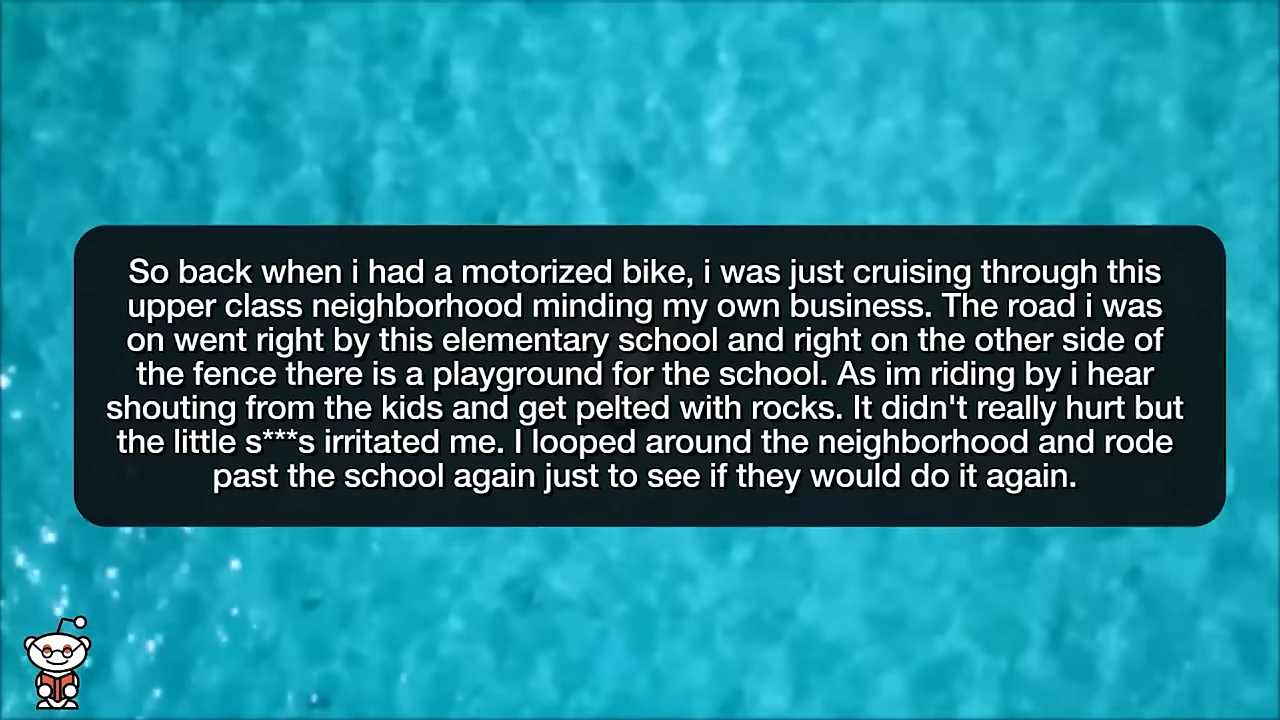 So back when i had a motorized bike, i was just cruising through this
upper class neighborhood minding my own business. The road i was
on went right by this elementary school and right on the other side of
the fence there is a playground for the school. As im riding by i hear
shouting from the kids and get pelted with rocks. It didn't really hurt but
the little s***s irritated me. I looped around the neighborhood and rode
past the school again just to see if they would do it again.